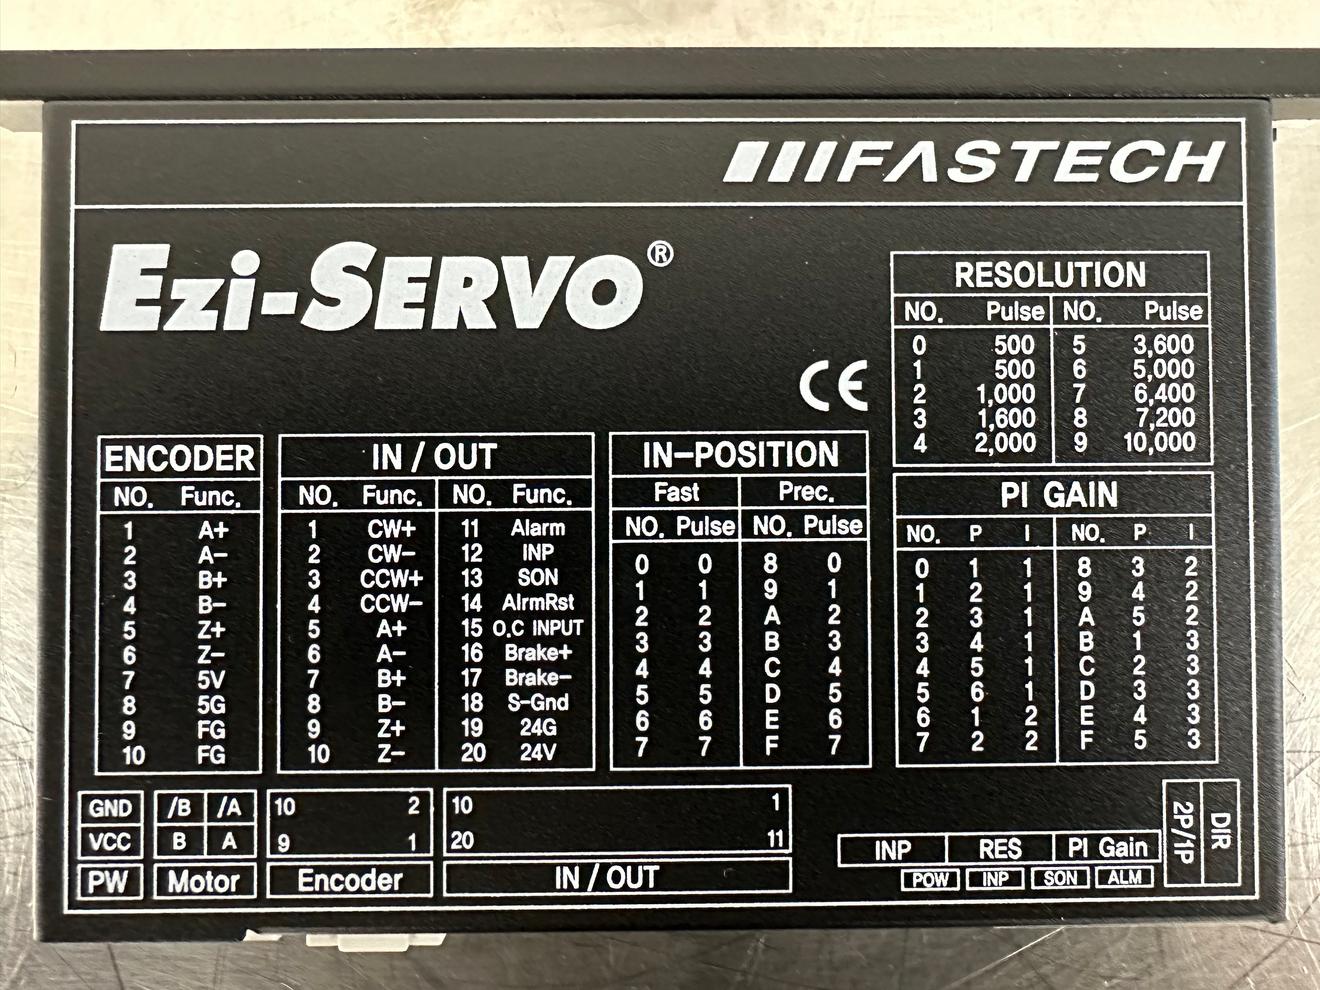 FASTECH
Ezi-SERVO®
CE
RESOLUTION
NO. Pulse NO. Pulse
0 500 5 3,600
1 500 6 5,000
2 1,000 7 6,400
3 1,600 8 7,200
4 2,000 9 10,000
ENCODER
NO. Func.
1 A+
2 A-
3 B+
4 B-
5 Z+
6 Z-
7 5V
8 5G
9 FG
10 FG
IN / OUT
NO. Func. NO. Func.
1 CW+ 11 Alarm
2 CW- 12 INP
3 CCW+ 13 SON
4 CCW- 14 AlrmRst
5 A+ 15 O.C INPUT
6 A- 16 Brake+
7 B+ 17 Brake-
8 B- 18 S-Gnd
9 Z+ 19 24G
10 Z- 20 24V
IN-POSITION
Fast Prec.
NO. Pulse NO. Pulse
0 0 8 0
1 1 9 1
2 2 A 2
3 3 B 3
4 4 C 4
5 5 D 5
6 6 E 6
7 7 F 7
PI GAIN
NO. P I NO. P I
0 1 1 8 3 2
1 2 1 9 4 2
2 3 1 A 5 2
3 4 1 B 1 3
4 5 1 C 2 3
5 6 1 D 3 3
6 1 2 E 4 3
7 2 2 F 5 3
GND /B /A 10 2 10 1
VCC B A 9 1 20 11
PW Motor Encoder IN / OUT
INP RES PI Gain
POW INP SON ALM
2P/1P
DIR